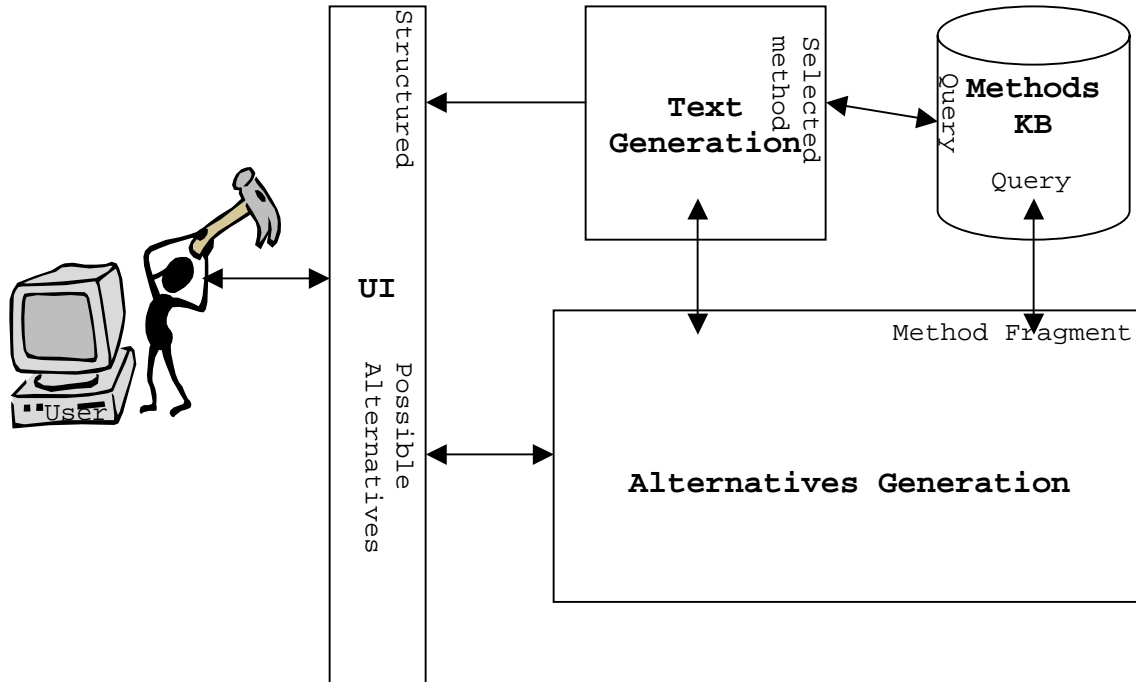 Structured
UI
Possible
Alternatives
User
Text
Generation
Selected
method
Methods
KB
Query
Query
Method Fragment
Alternatives Generation